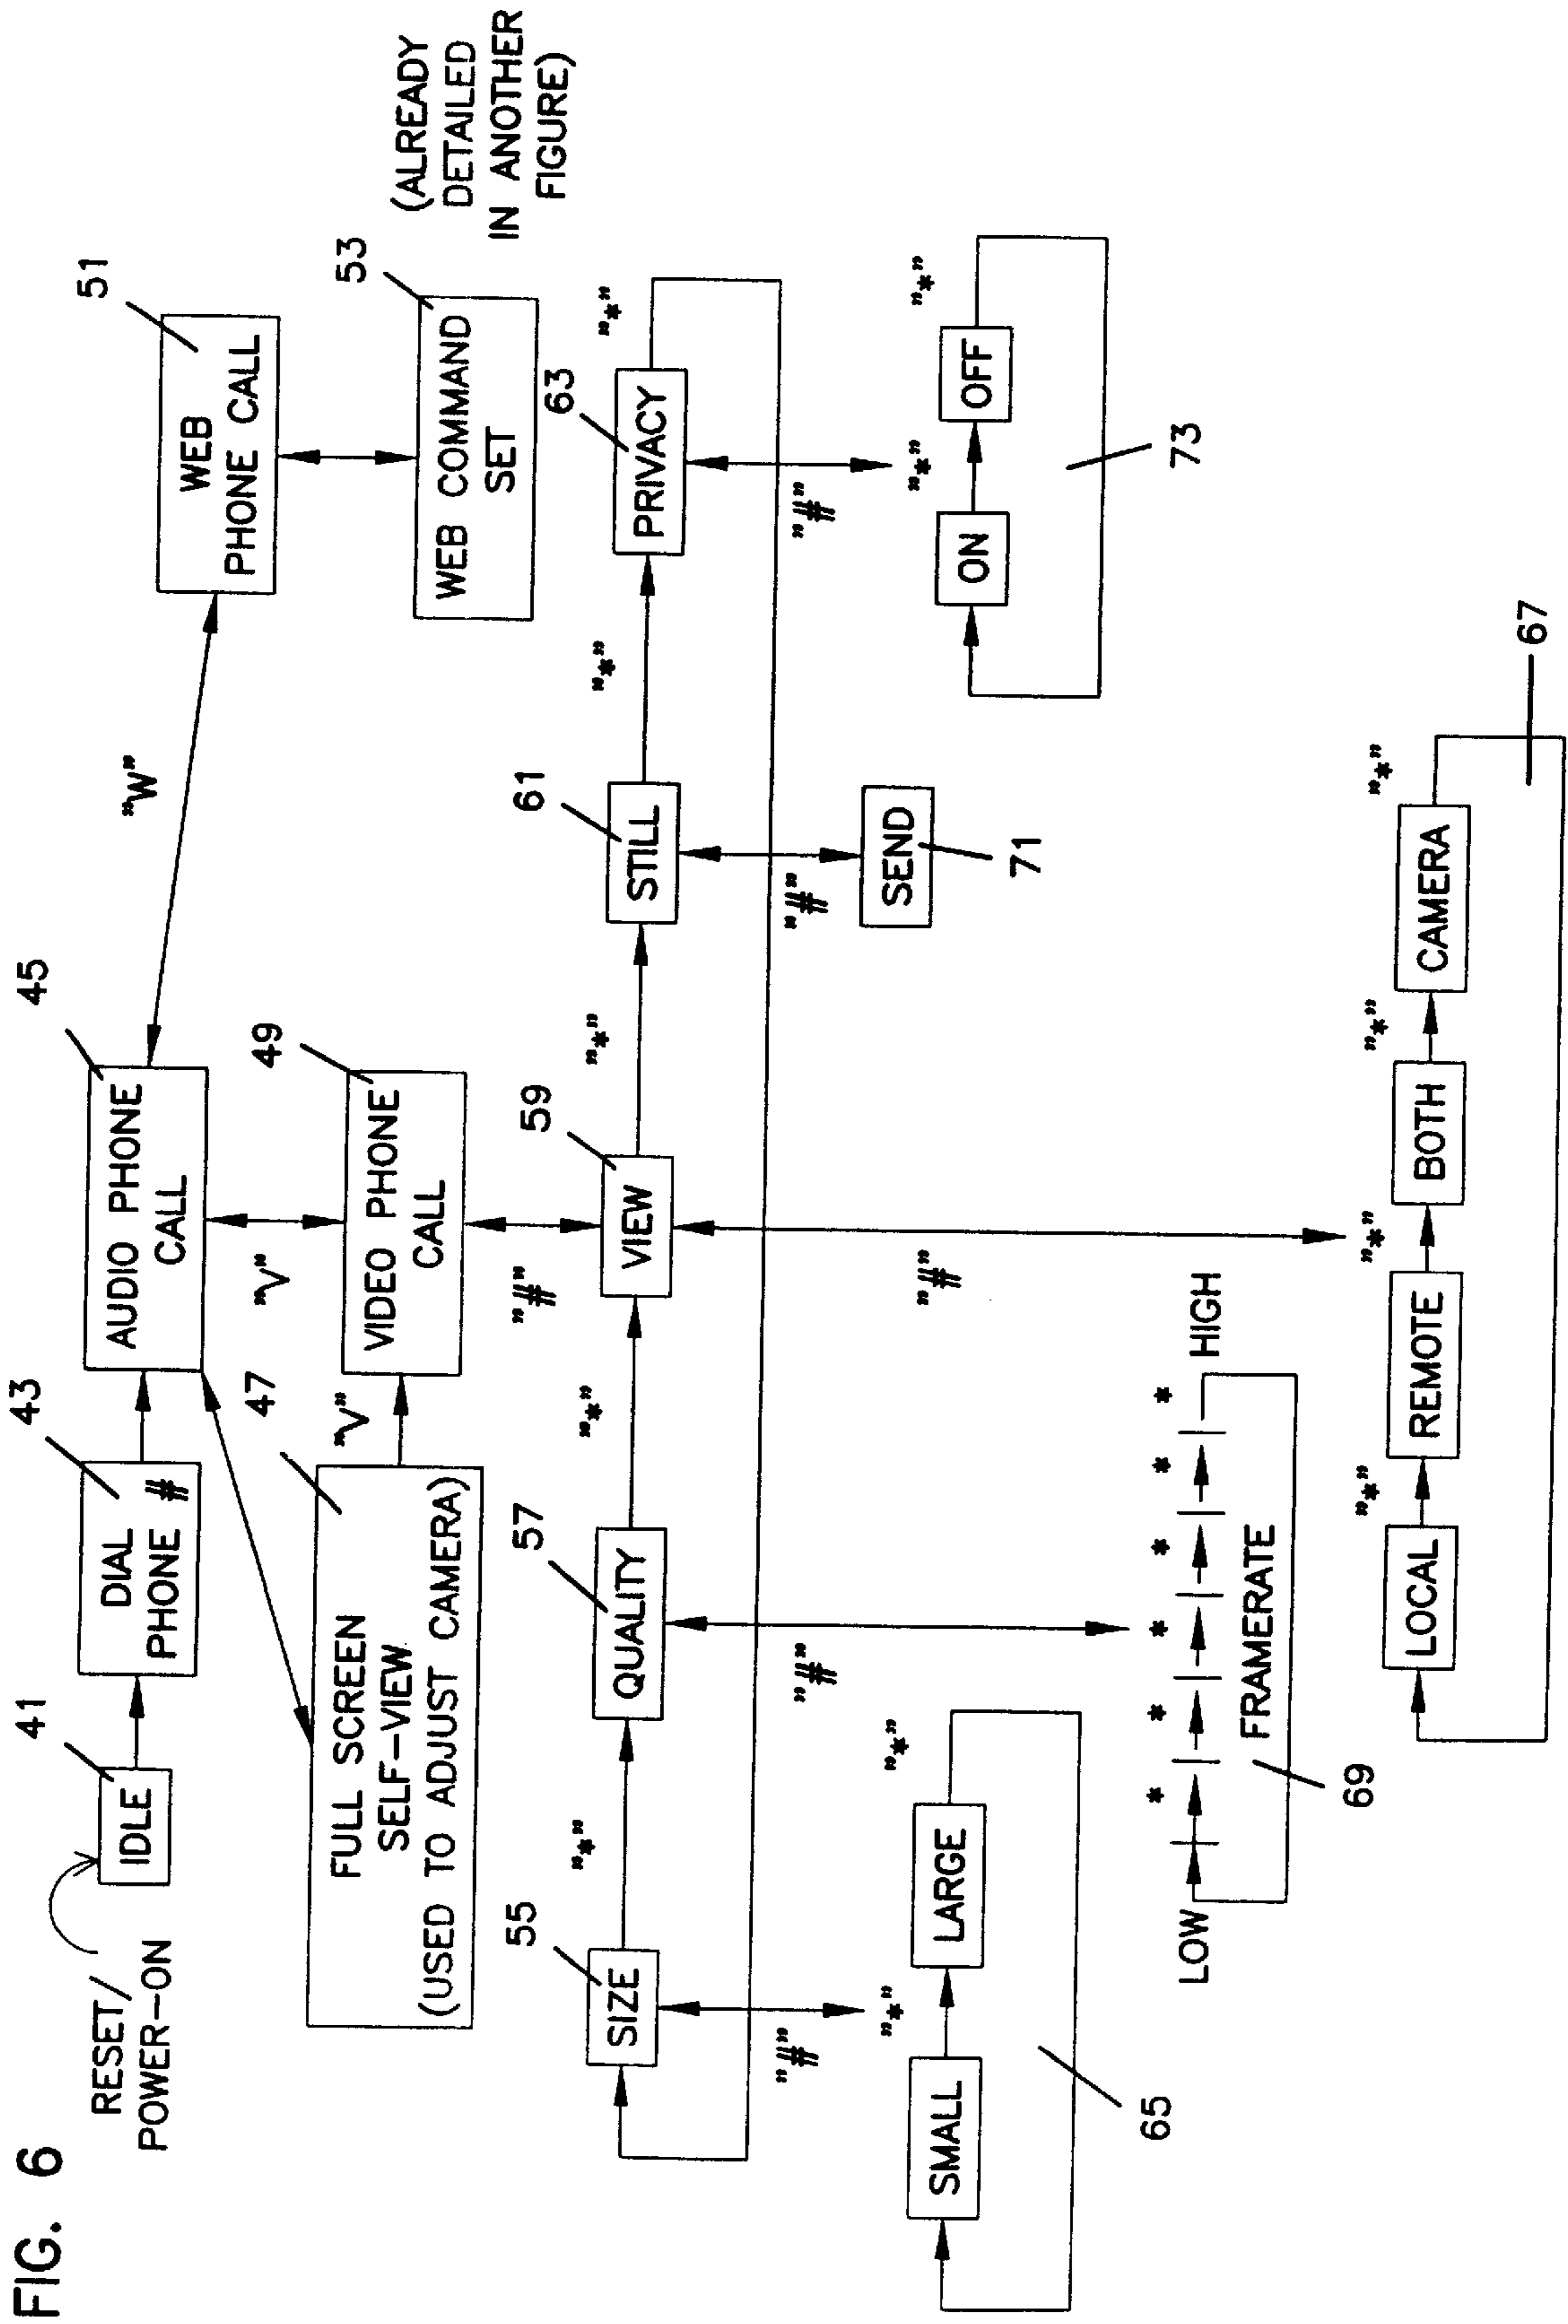 FIG. 6
RESET/
POWER-ON
41
IDLE
43
DIAL
PHONE #
45
AUDIO PHONE
CALL
"W"
51
WEB
PHONE CALL
47
FULL SCREEN
SELF-VIEW
(USED TO ADJUST CAMERA)
"V"
"V"
49
VIDEO PHONE
CALL
53
WEB COMMAND
SET
(ALREADY
DETAILED
IN ANOTHER
FIGURE)
"#"
55
SIZE
"*"
57
QUALITY
"*"
59
VIEW
"*"
61
STILL
"*"
63
PRIVACY
"*"
"#"
"#"
"#"
"#"
"#"
SMALL
"*"
LARGE
"*"
65
SEND
71
ON
"*"
OFF
"*"
73
LOW
*
*
*
*
*
*
HIGH
FRAMERATE
69
LOCAL
"*"
REMOTE
"*"
BOTH
"*"
CAMERA
"*"
67